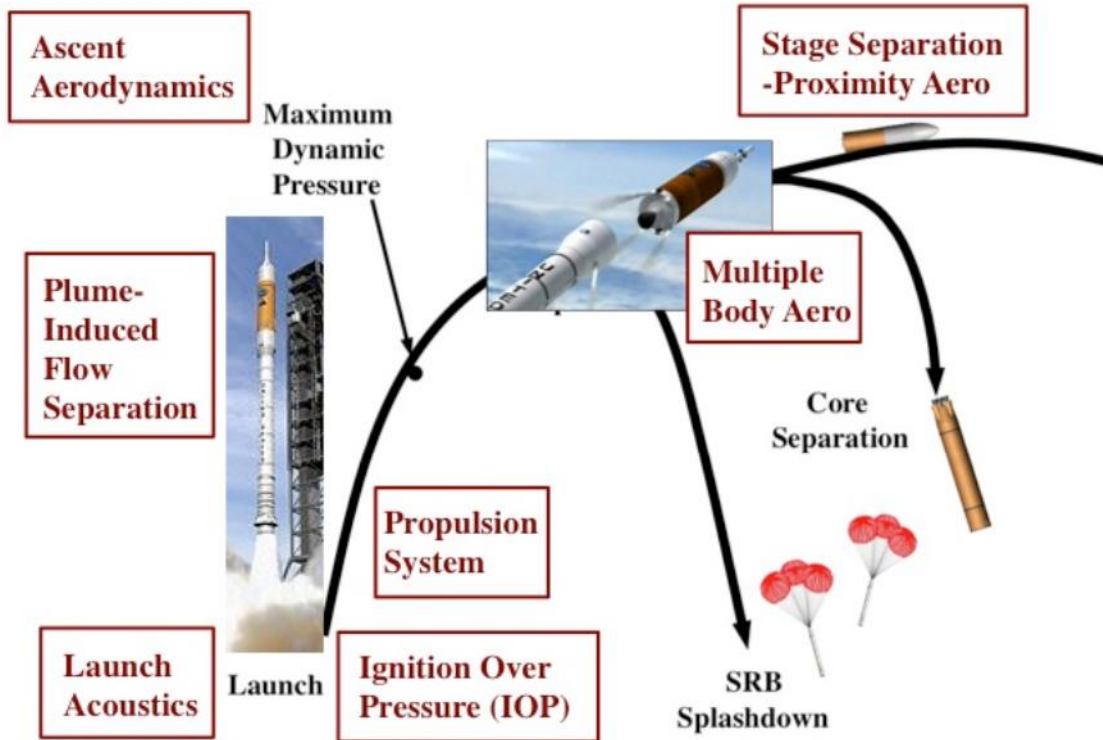 Ascent
Aerodynamics
Maximum
Dynamic
Pressure
Stage Separation
-Proximity Aero
Plume-
Induced
Flow
Separation
Multiple
Body Aero
Core
Separation
Propulsion
System
Launch
Acoustics
Launch
Ignition Over
Pressure (IOP)
SRB
Splashdown